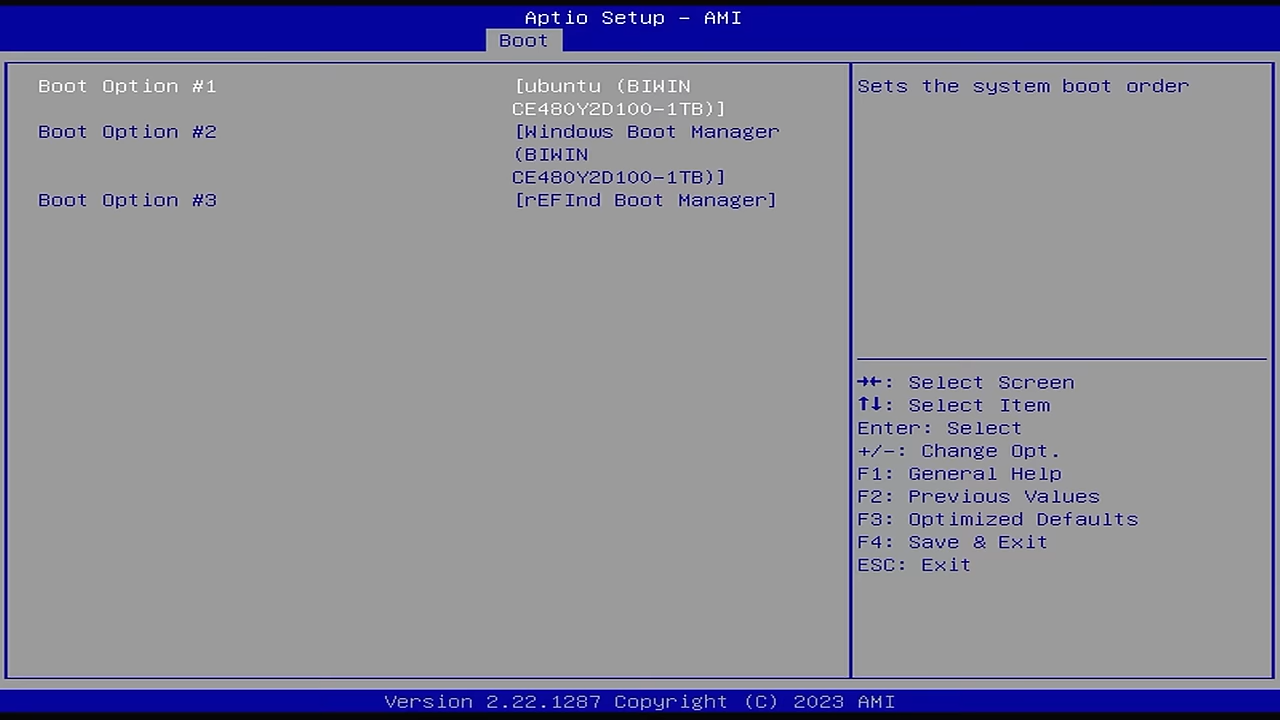 Aptio Setup - AMI
Boot
Boot Option #1 [ubuntu (BIWIN
CE480Y2D100-1TB)]
Boot Option #2 [Windows Boot Manager
(BIWIN
CE480Y2D100-1TB)]
Boot Option #3 [rEFInd Boot Manager]
Sets the system boot order
→←: Select Screen
↑↓: Select Item
Enter: Select
+/-: Change Opt.
F1: General Help
F2: Previous Values
F3: Optimized Defaults
F4: Save & Exit
ESC: Exit
Version 2.22.1287 Copyright (C) 2023 AMI